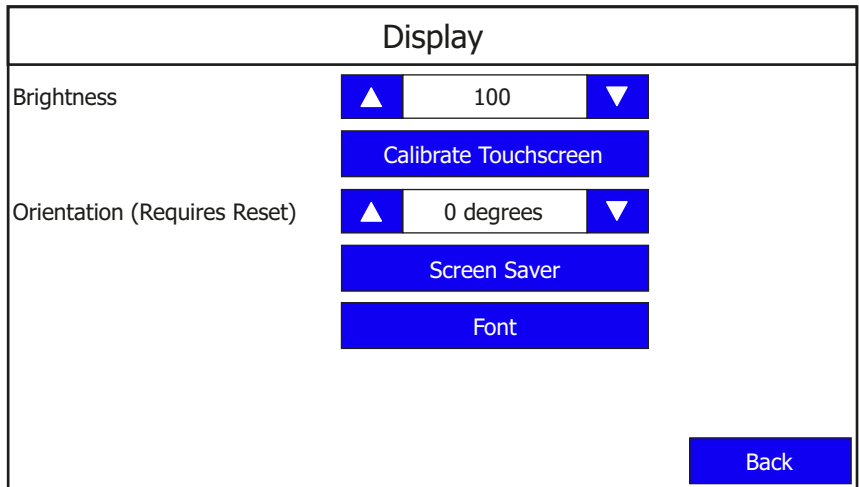 Display
Brightness
100
Calibrate Touchscreen
Orientation (Requires Reset)
0 degrees
Screen Saver
Font
Back